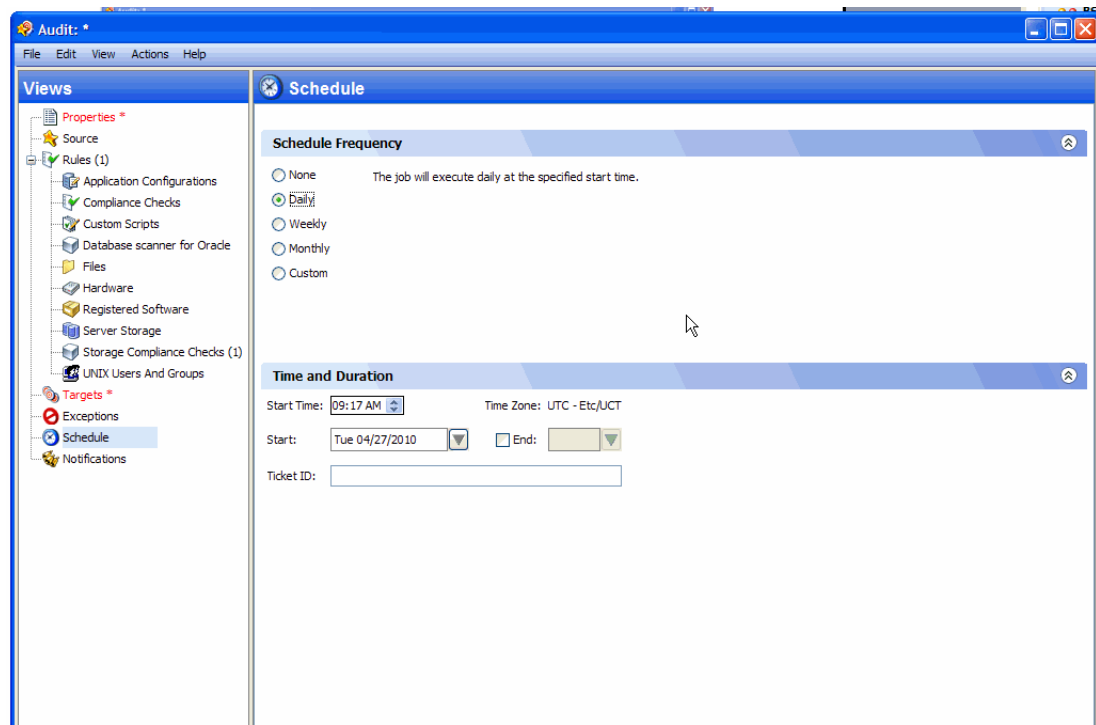 Audit: *
File Edit View Actions Help
Views
Properties *
Source
Rules (1)
Application Configurations
Compliance Checks
Custom Scripts
Database scanner for Oracle
Files
Hardware
Registered Software
Server Storage
Storage Compliance Checks (1)
UNIX Users And Groups
Targets *
Exceptions
Schedule
Notifications
Schedule
Schedule Frequency
None
The job will execute daily at the specified start time.
Daily
Weekly
Monthly
Custom
Time and Duration
Start Time: 09:17 AM Time Zone: UTC - Etc/UCT
Start: Tue 04/27/2010 End:
Ticket ID: